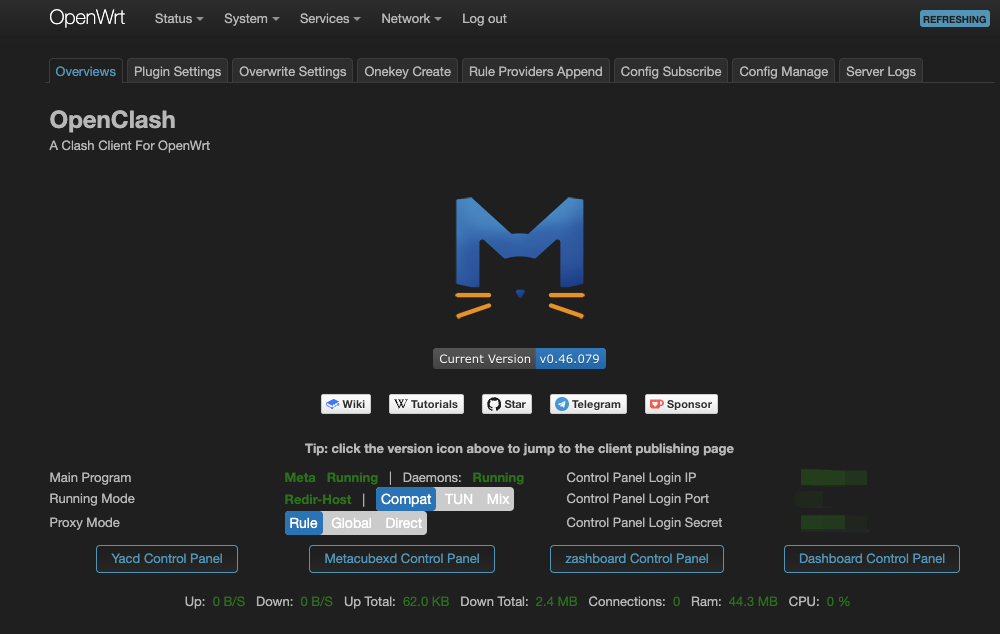 OpenWrt Status System Services Network Log out REFRESHING
Overviews Plugin Settings Overwrite Settings Onekey Create Rule Providers Append Config Subscribe Config Manage Server Logs
OpenClash
A Clash Client For OpenWrt
Current Version v0.46.079
Wiki Tutorials Star Telegram Sponsor
Tip: click the version icon above to jump to the client publishing page
Main Program Meta Running | Daemons: Running Control Panel Login IP
Running Mode Redir-Host | Compat TUN Mix Control Panel Login Port
Proxy Mode Rule Global Direct Control Panel Login Secret
Yacd Control Panel Metacubexd Control Panel zashboard Control Panel Dashboard Control Panel
Up: 0 B/S Down: 0 B/S Up Total: 62.0 KB Down Total: 2.4 MB Connections: 0 Ram: 44.3 MB CPU: 0 %